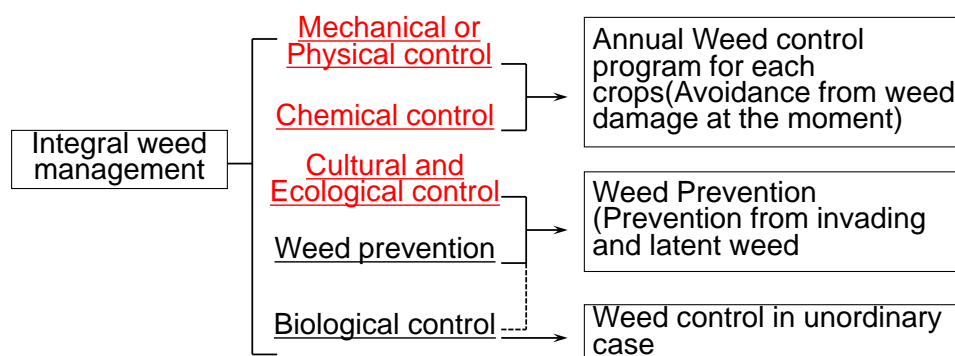 Integral weed
management
Mechanical or
Physical control
Chemical control
Cultural and
Ecological control
Weed prevention
Biological control
Annual Weed control
program for each
crops(Avoidance from weed
damage at the moment)
Weed Prevention
(Prevention from invading
and latent weed
Weed control in unordinary
case